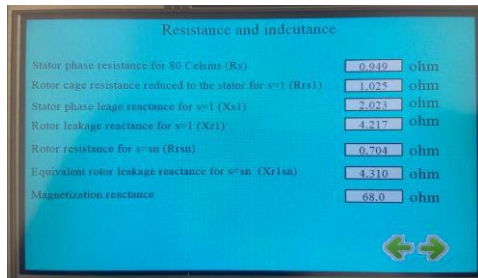 Resistance and indcutance
Stator phase resistance for 80 Celsius (Rs) 0,949 ohm
Rotor cage resistance reduced to the stator for s=1 (Rrs1) 1,025 ohm
Stator phase leage reactance for s=1 (Xs1) 2.023 ohm
Rotor leakage reactance for s=1 (Xr1) 4.217 ohm
Rotor resistance for s=sn (Rrsn) 0,704 ohm
Equivalent rotor leakage reactance for s=sn (Xr1sn) 4,310 ohm
Magnetization reactance 68.0 ohm